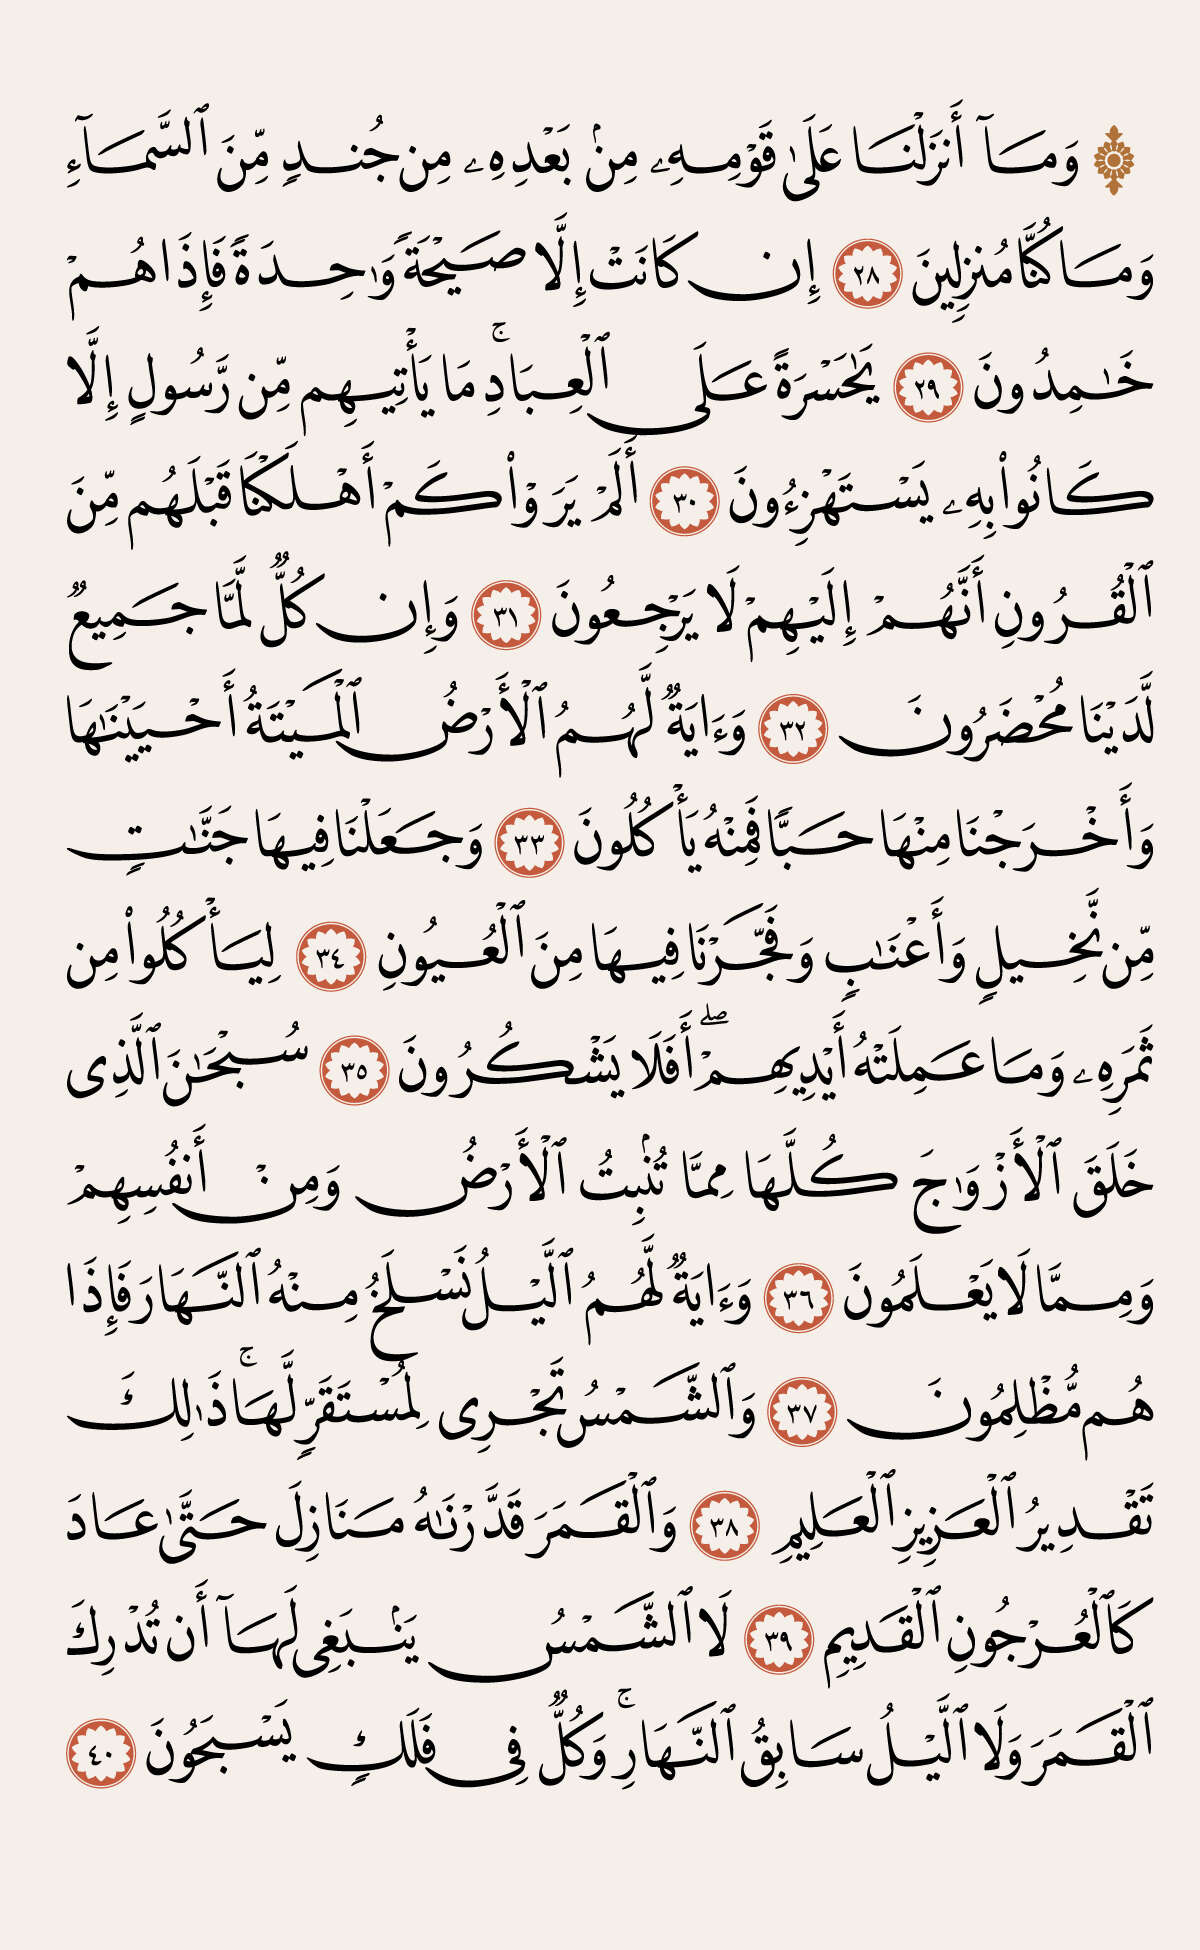 ۞ وَمَآ أَنزَلْنَا عَلَىٰ قَوْمِهِۦ مِنۢ بَعْدِهِۦ مِن جُندٍ مِّنَ ٱلسَّمَآءِ
وَمَا كُنَّا مُنزِلِينَ ٢٨ إِن كَانَتْ إِلَّا صَيْحَةً وَٰحِدَةً فَإِذَا هُمْ
خَـٰمِدُونَ ٢٩ يَـٰحَسْرَةً عَلَى ٱلْعِبَادِ ۚ مَا يَأْتِيهِم مِّن رَّسُولٍ إِلَّا
كَانُوا۟ بِهِۦ يَسْتَهْزِءُونَ ٣٠ أَلَمْ يَرَوْا۟ كَمْ أَهْلَكْنَا قَبْلَهُم مِّنَ
ٱلْقُرُونِ أَنَّهُمْ إِلَيْهِمْ لَا يَرْجِعُونَ ٣١ وَإِن كُلٌّ لَّمَّا جَمِيعٌ
لَّدَيْنَا مُحْضَرُونَ ٣٢ وَءَايَةٌ لَّهُمُ ٱلْأَرْضُ ٱلْمَيْتَةُ أَحْيَيْنَـٰهَا
وَأَخْرَجْنَا مِنْهَا حَبًّا فَمِنْهُ يَأْكُلُونَ ٣٣ وَجَعَلْنَا فِيهَا جَنَّـٰتٍ
مِّن نَّخِيلٍ وَأَعْنَـٰبٍ وَفَجَّرْنَا فِيهَا مِنَ ٱلْعُيُونِ ٣٤ لِيَأْكُلُوا۟ مِن
ثَمَرِهِۦ وَمَا عَمِلَتْهُ أَيْدِيهِمْ ۖ أَفَلَا يَشْكُرُونَ ٣٥ سُبْحَـٰنَ ٱلَّذِى
خَلَقَ ٱلْأَزْوَٰجَ كُلَّهَا مِمَّا تُنۢبِتُ ٱلْأَرْضُ وَمِنْ أَنفُسِهِمْ
وَمِمَّا لَا يَعْلَمُونَ ٣٦ وَءَايَةٌ لَّهُمُ ٱلَّيْلُ نَسْلَخُ مِنْهُ ٱلنَّهَارَ فَإِذَا
هُم مُّظْلِمُونَ ٣٧ وَٱلشَّمْسُ تَجْرِى لِمُسْتَقَرٍّ لَّهَا ۚ ذَٰلِكَ
تَقْدِيرُ ٱلْعَزِيزِ ٱلْعَلِيمِ ٣٨ وَٱلْقَمَرَ قَدَّرْنَـٰهُ مَنَازِلَ حَتَّىٰ عَادَ
كَٱلْعُرْجُونِ ٱلْقَدِيمِ ٣٩ لَا ٱلشَّمْسُ يَنۢبَغِى لَهَآ أَن تُدْرِكَ
ٱلْقَمَرَ وَلَا ٱلَّيْلُ سَابِقُ ٱلنَّهَارِ ۚ وَكُلٌّ فِى فَلَكٍ يَسْبَحُونَ ٤٠